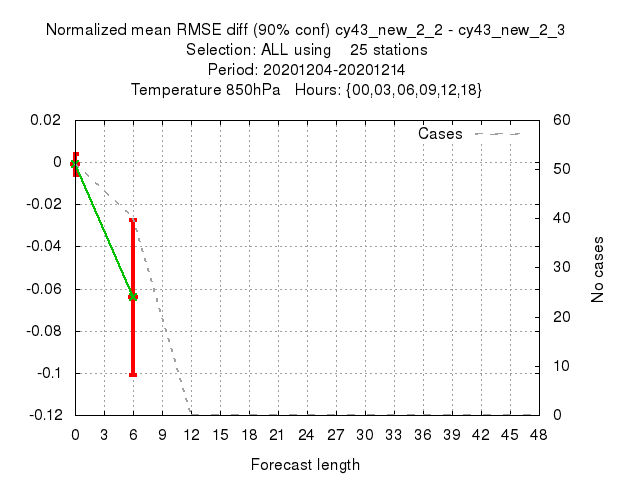 Normalized mean RMSE diff (90% conf) cy43_new_2_2 - cy43_new_2_3
Selection: ALL using 25 stations
Period: 20201204-20201214
Temperature 850hPa Hours: {00,03,06,09,12,18}
Cases
0.02
0
-0.02
-0.04
-0.06
-0.08
-0.1
-0.12
60
50
40
30
20
10
0
No cases
0 3 6 9 12 15 18 21 24 27 30 33 36 39 42 45 48
Forecast length